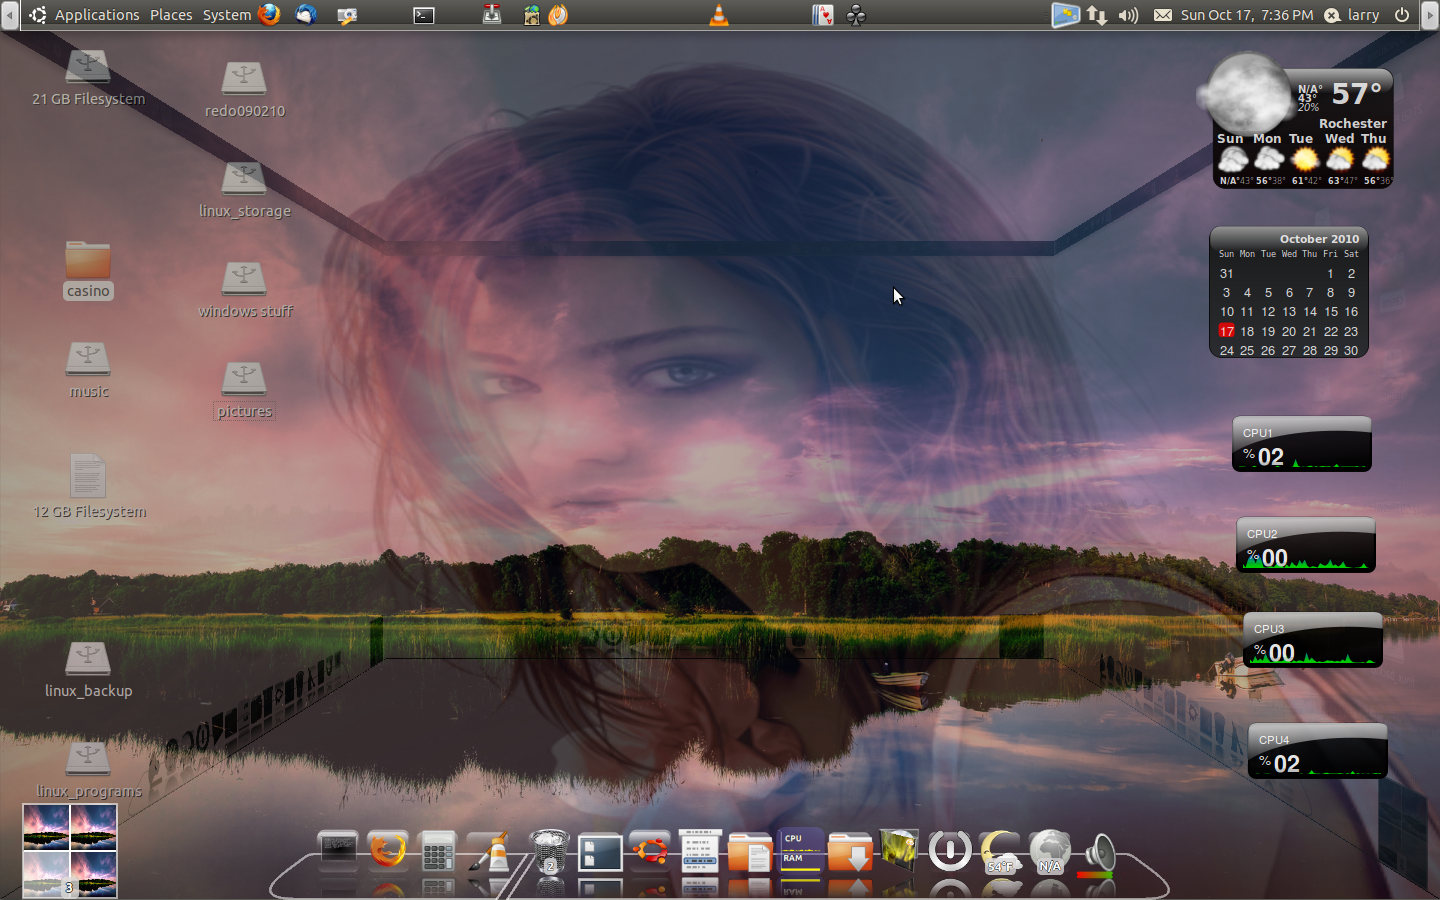 Applications Places System
Sun Oct 17, 7:36 PM
larry
21 GB Filesystem
redo090210
linux_storage
casino
windows stuff
music
pictures
12 GB Filesystem
linux_backup
linux_programs
3
N/A°
43°
20%
57°
Rochester
Sun Mon Tue Wed Thu
N/A° 43° 56° 38° 61° 42° 63° 47° 56° 36°
October 2010
Sun Mon Tue Wed Thu Fri Sat
31 1 2
3 4 5 6 7 8 9
10 11 12 13 14 15 16
17 18 19 20 21 22 23
24 25 26 27 28 29 30
CPU1
% 02
CPU2
% 00
CPU3
% 00
CPU4
% 02
2
CPU
RAM
54°F
N/A